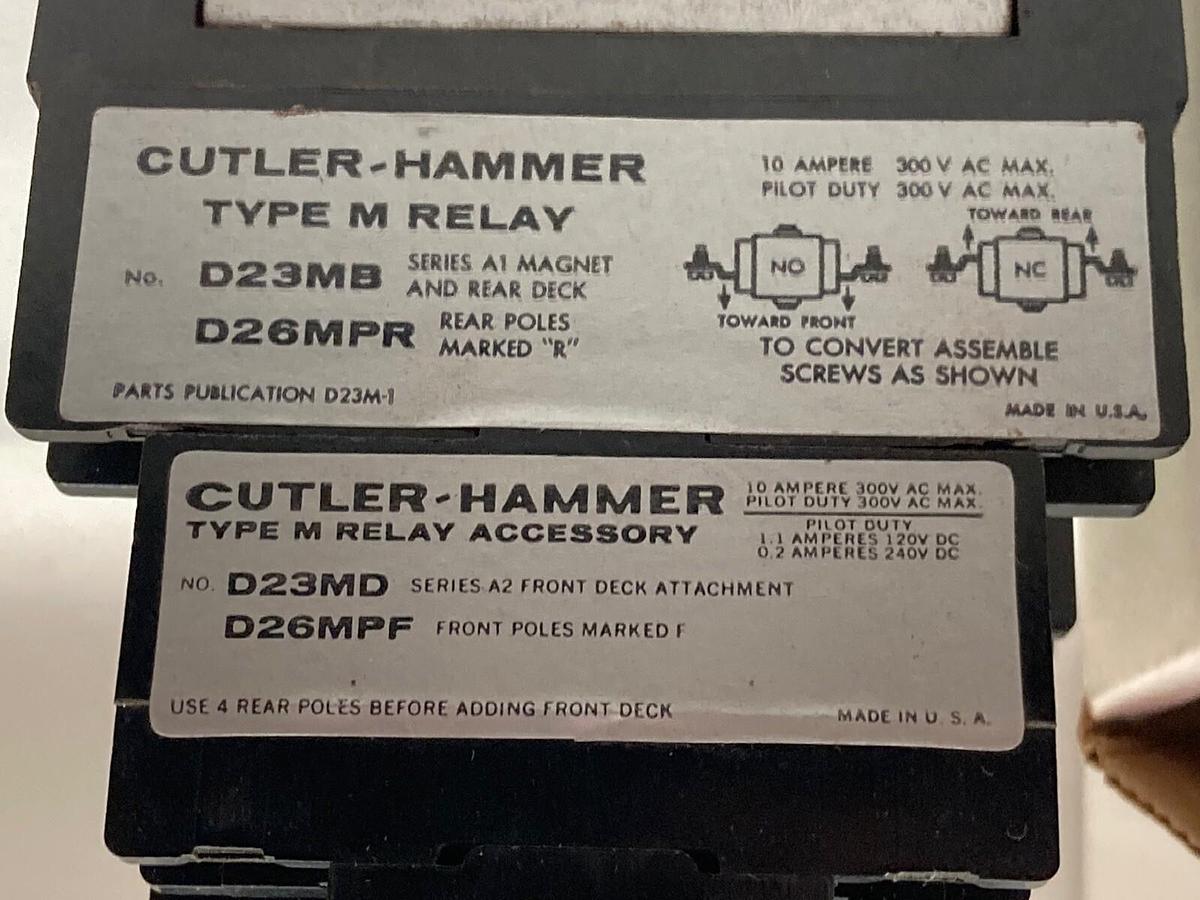 CUTLER-HAMMER
TYPE M RELAY
No. D23MB SERIES A1 MAGNET
AND REAR DECK
D26MPR REAR POLES
MARKED "R"
PARTS PUBLICATION D23M-1
10 AMPERE 300 V AC MAX.
PILOT DUTY 300 V AC MAX.
TOWARD REAR
NO
NC
TOWARD FRONT
TO CONVERT ASSEMBLE
SCREWS AS SHOWN
MADE IN U.S.A.
CUTLER-HAMMER
TYPE M RELAY ACCESSORY
10 AMPERE 300V AC MAX.
PILOT DUTY 300V AC MAX.
PILOT DUTY
1.1 AMPERES 120V DC
0.2 AMPERES 240V DC
NO. D23MD SERIES A2 FRONT DECK ATTACHMENT
D26MPF FRONT POLES MARKED F
USE 4 REAR POLES BEFORE ADDING FRONT DECK
MADE IN U. S. A.